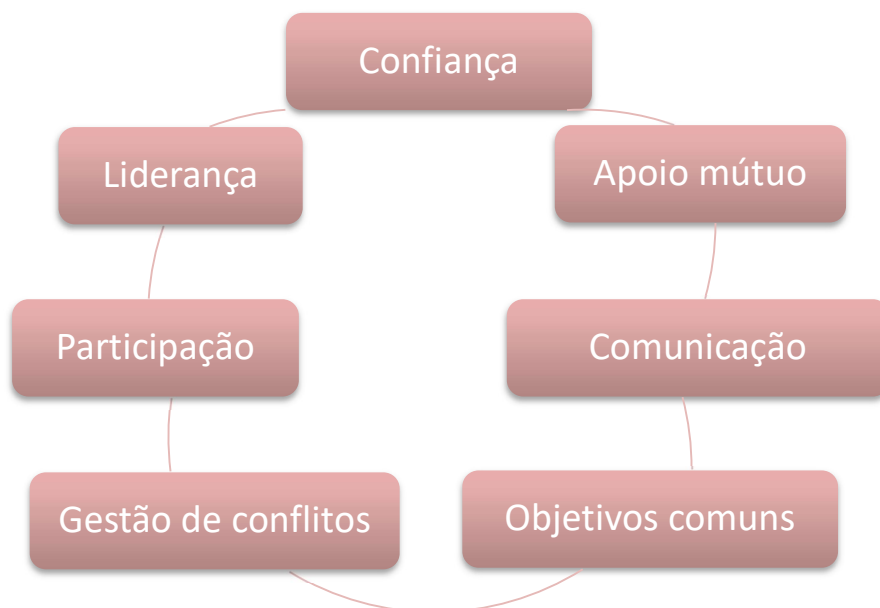 Confiança
Liderança
Apoio mútuo
Participação
Comunicação
Gestão de conflitos
Objetivos comuns